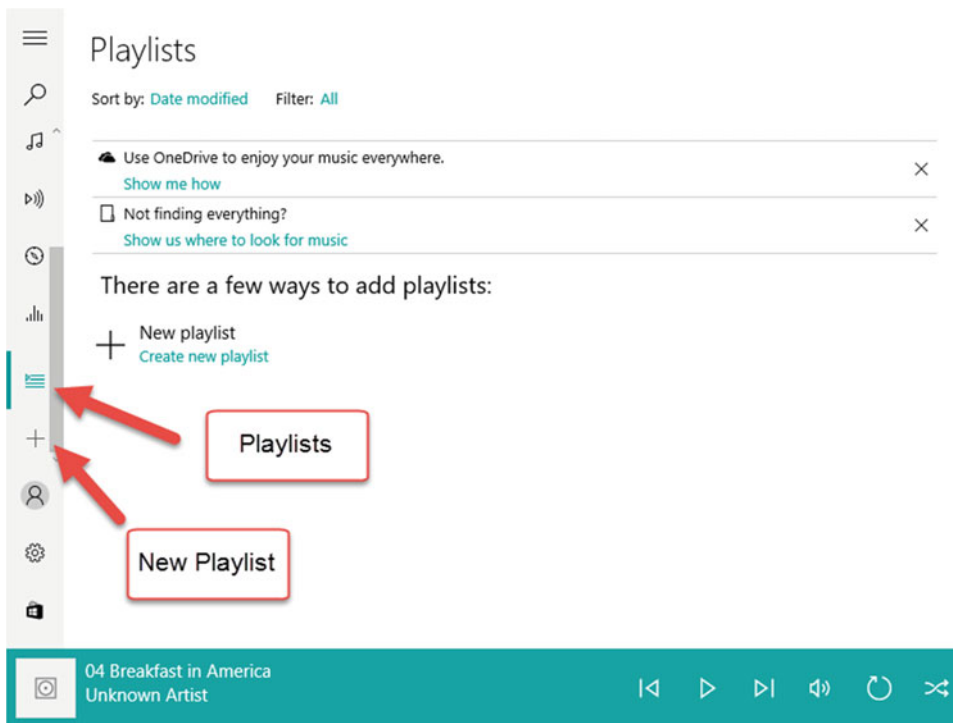 Playlists
Sort by: Date modified Filter: All
Use OneDrive to enjoy your music everywhere.
Show me how
Not finding everything?
Show us where to look for music
There are a few ways to add playlists:
New playlist
Create new playlist
Playlists
New Playlist
04 Breakfast in America
Unknown Artist